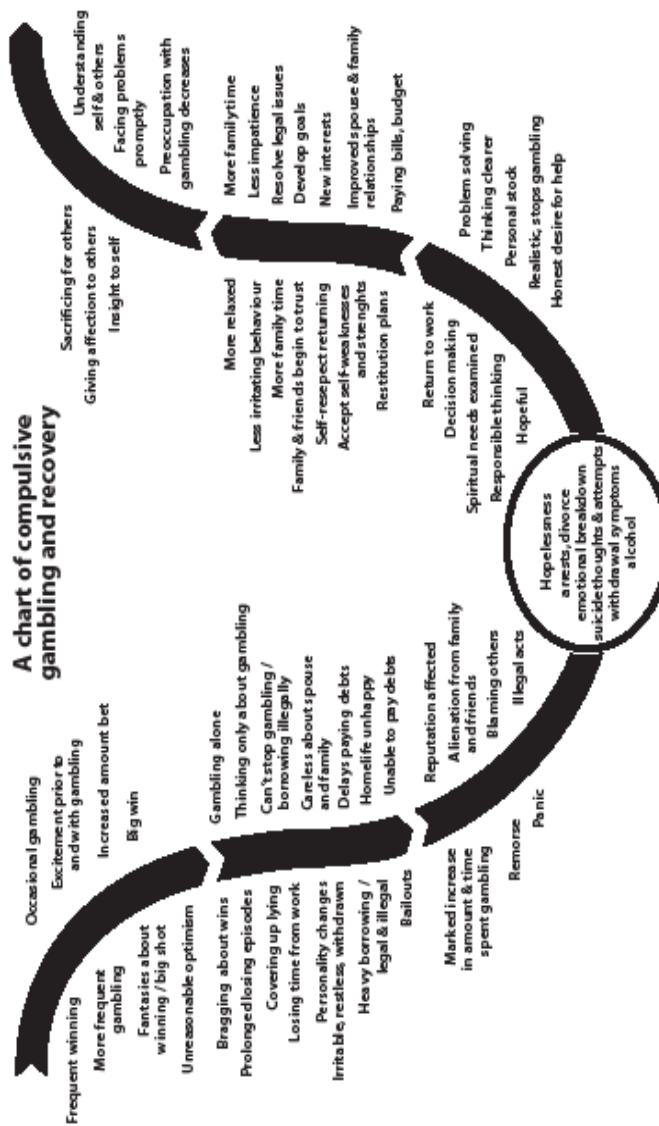 A chart of compulsive
gambling and recovery
Frequent winning
More frequent
gambling
Fantasies about
winning / big shot
Unreasonable optimism
Occasional gambling
Excitement prior to
and with gambling
Increased amount bet
Big win
Bragging about wins
Prolonged losing episodes
Covering up lying
Losing time from work
Personality changes
Irritable, restless, withdrawn
Heavy borrowing /
legal & illegal
Bailouts
Gambling alone
Thinking only about gambling
Can't stop gambling /
borrowing illegally
Careless about spouse
and family
Delays paying debts
Homelife unhappy
Unable to pay debts
Marked increase
in amount & time
spent gambling
Remorse
Panic
Reputation affected
Alienation from family
and friends
Blaming others
Illegal acts
Hopelessness
arrests, divorce
emotional breakdown
suicide thoughts & attempts
withdrawal symptoms
alcohol
Return to work
Decision making
Spiritual needs examined
Responsible thinking
Hopeful
Problem solving
Thinking clearer
Personal stock
Realistic, stops gambling
Honest desire for help
More relaxed
Less irritating behaviour
More family time
Family & friends begin to trust
Self-resepect returning
Accept self-weaknesses
and strenghts
Restitution plans
More family time
Less impatience
Resolve legal issues
Develop goals
New interests
Improved spouse & family
relationships
Paying bills, budget
Sacrificing for others
Giving affection to others
Insight to self
Understanding
self & others
Facing problems
promptly
Preoccupation with
gambling decreases